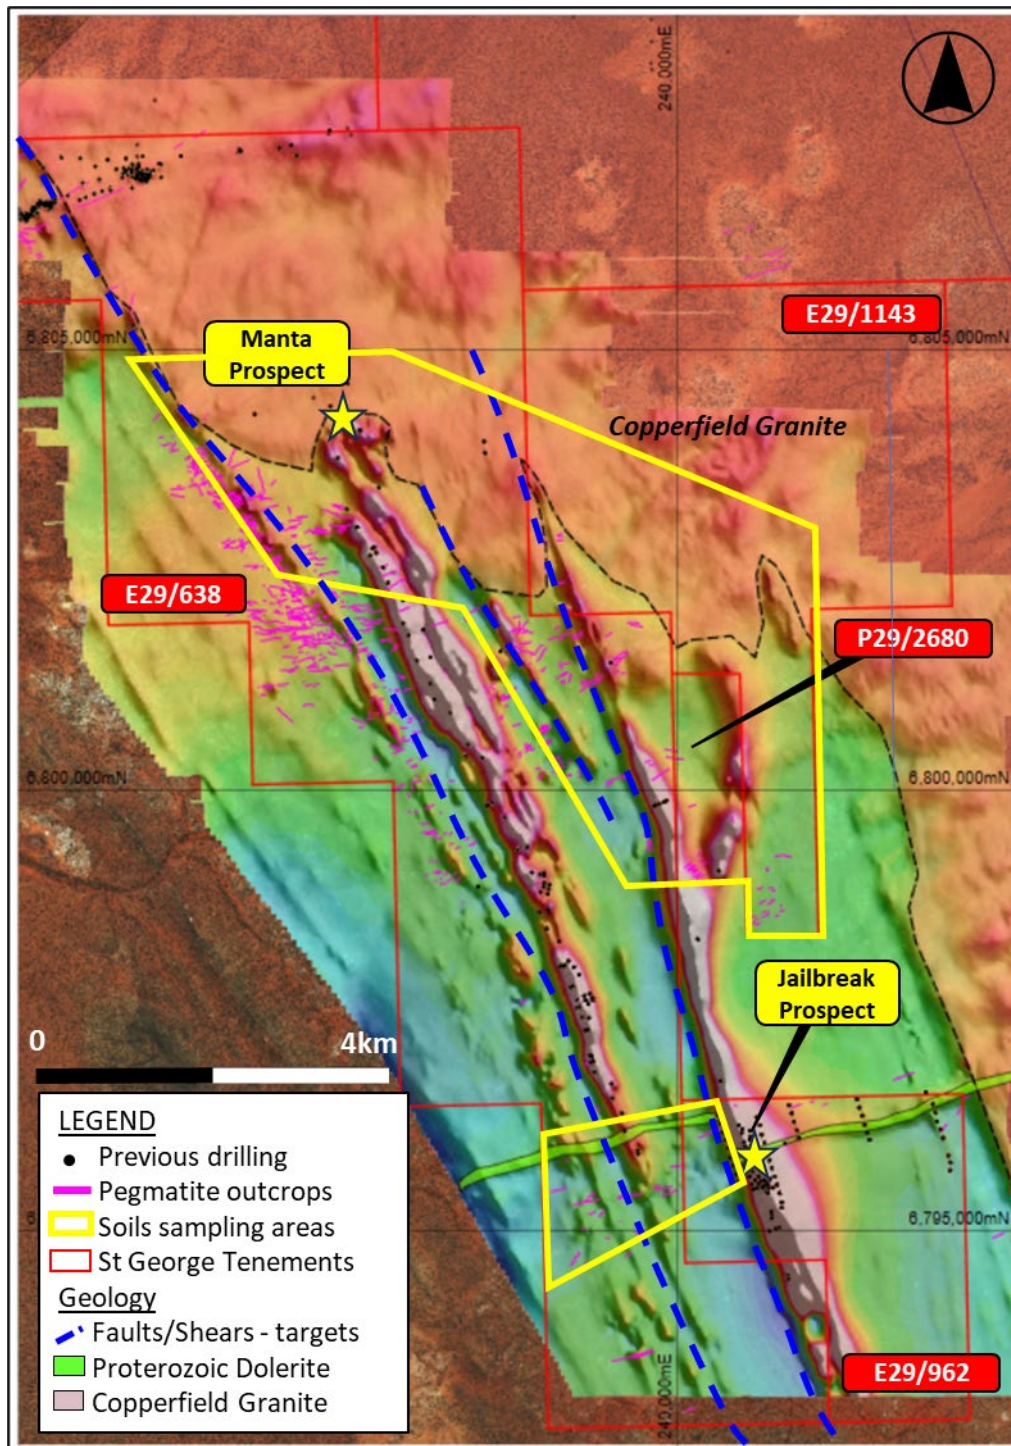 240,000mE
E29/1143
6,805,000mN
6,805,000mN
Manta
Prospect
Copperfield Granite
E29/638
P29/2680
6,800,000mN
6,800,000mN
Jailbreak
Prospect
0
4km
6,795,000mN
LEGEND
Previous drilling
Pegmatite outcrops
Soils sampling areas
St George Tenements
Geology
Faults/Shears - targets
Proterozoic Dolerite
Copperfield Granite
240,000mE
E29/962